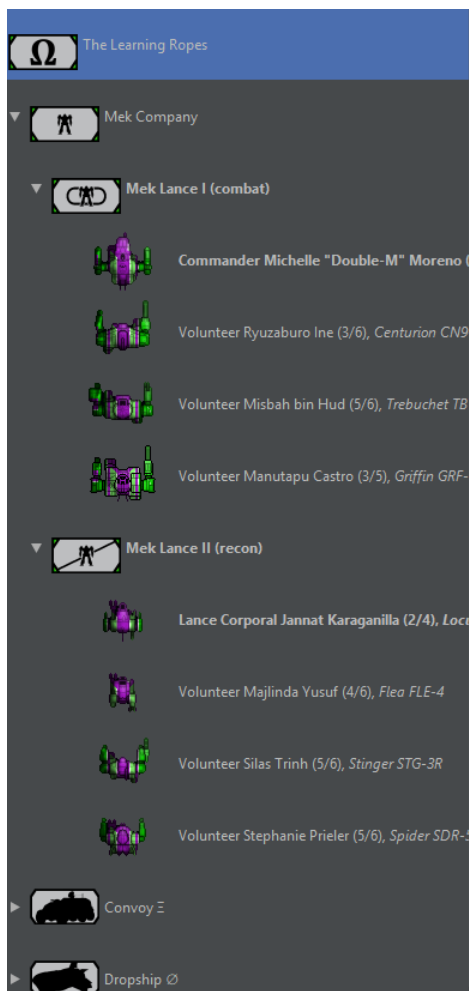 Ω The Learning Ropes
Mek Company
Mek Lance I (combat)
Commander Michelle "Double-M" Moreno (
Volunteer Ryuzaburo Ine (3/6), Centurion CN9
Volunteer Misbah bin Hud (5/6), Trebuchet TB
Volunteer Manutapu Castro (3/5), Griffin GRF-
Mek Lance II (recon)
Lance Corporal Jannat Karaganilla (2/4), Locu
Volunteer Majlinda Yusuf (4/6), Flea FLE-4
Volunteer Silas Trinh (5/6), Stinger STG-3R
Volunteer Stephanie Prieler (5/6), Spider SDR-5
Convoy Ξ
Dropship ∅